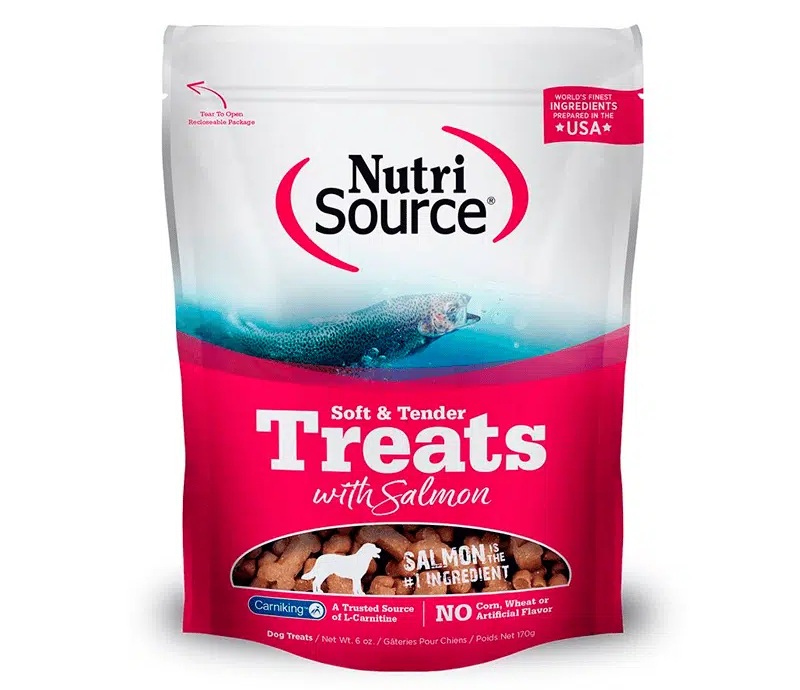 Tear To Open
Recloseable Package
WORLD'S FINEST
INGREDIENTS
PREPARED IN THE
★USA★
Nutri
Source®
Soft & Tender
Treats
with Salmon
SALMON IS THE
#1 INGREDIENT
Carniking™
A Trusted Source
of L-Carnitine
NO Corn, Wheat or
Artificial Flavor
Dog Treats / Net Wt. 6 oz. / Gâteries Pour Chiens / Poids Net 170g